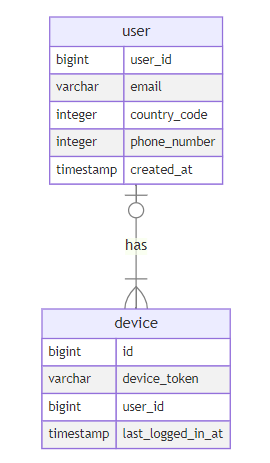 user
bigint user_id
varchar email
integer country_code
integer phone_number
timestamp created_at
has
device
bigint id
varchar device_token
bigint user_id
timestamp last_logged_in_at